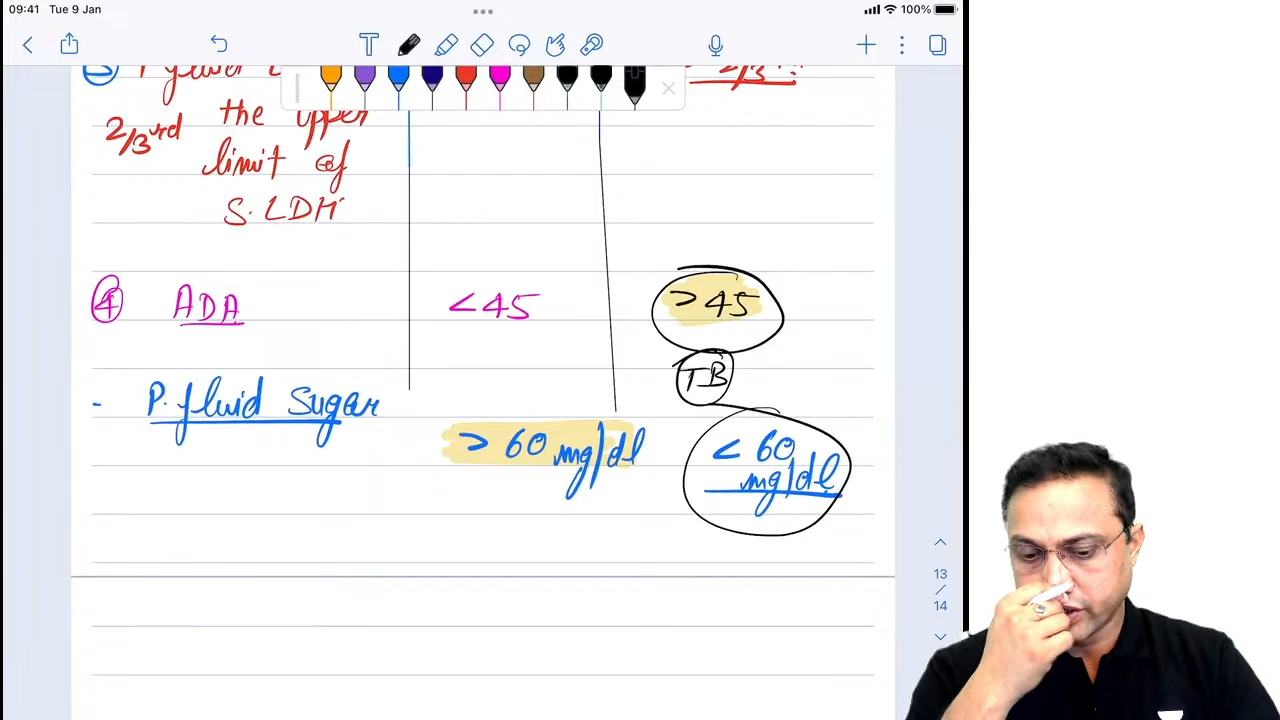 09:41 Tue 9 Jan
100%
T
2/3rd
the upper
limit of
S. LDH
4 ADA <45 >45
TB
- P. fluid Sugar
> 60 mg/dl
< 60
mg/dl
13
/
14